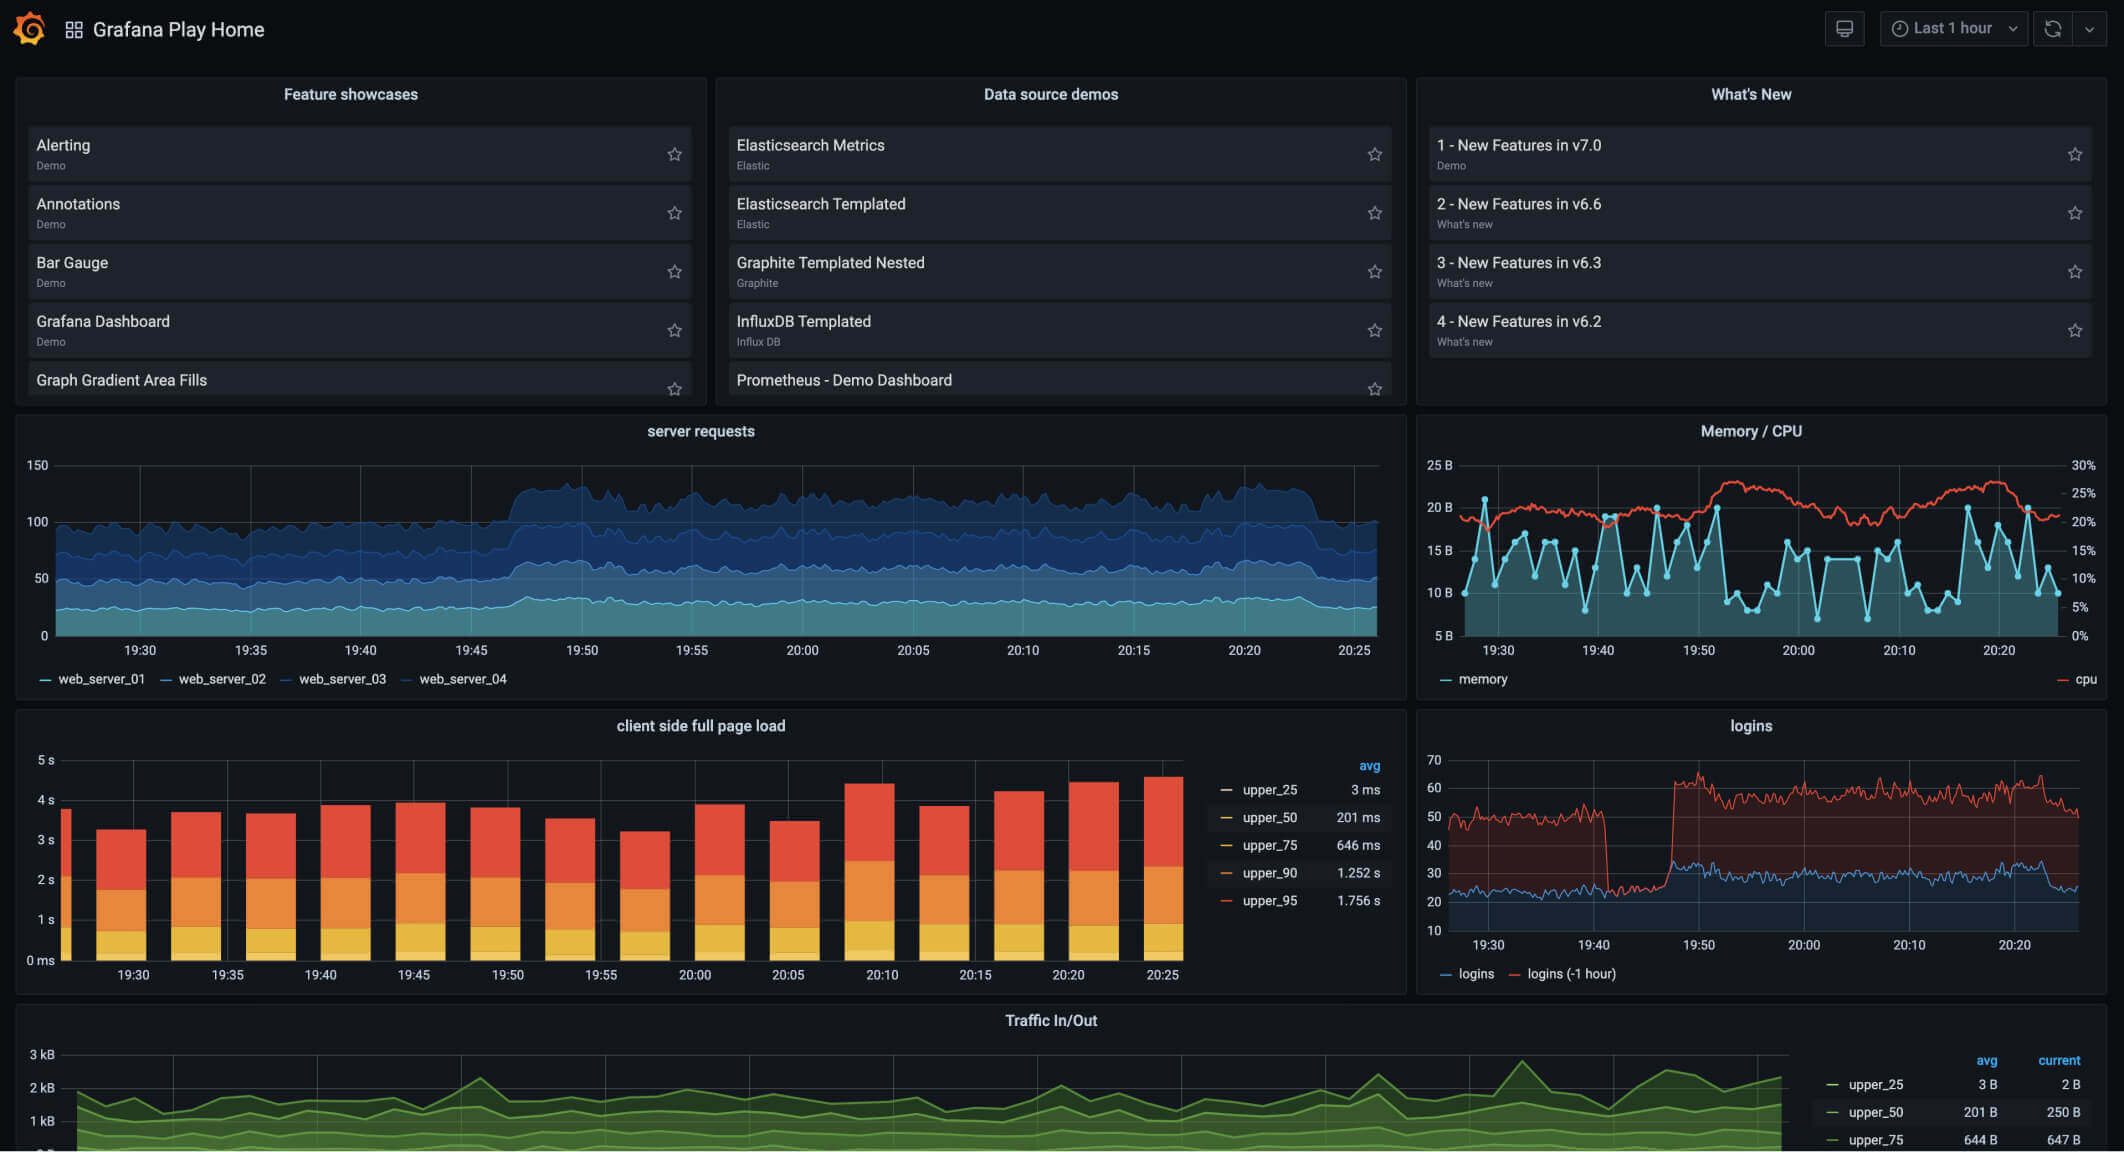 Grafana Play Home
Last 1 hour
Feature showcases
Alerting
Demo
Annotations
Demo
Bar Gauge
Demo
Grafana Dashboard
Demo
Graph Gradient Area Fills
Data source demos
Elasticsearch Metrics
Elastic
Elasticsearch Templated
Elastic
Graphite Templated Nested
Graphite
InfluxDB Templated
Influx DB
Prometheus - Demo Dashboard
What's New
1 - New Features in v7.0
Demo
2 - New Features in v6.6
What's new
3 - New Features in v6.3
What's new
4 - New Features in v6.2
What's new
server requests
150
100
50
0
19:30 19:35 19:40 19:45 19:50 19:55 20:00 20:05 20:10 20:15 20:20 20:25
web_server_01 web_server_02 web_server_03 web_server_04
Memory / CPU
25 B 30%
25%
20 B 20%
15 B 15%
10%
10 B 5%
5 B 0%
19:30 19:40 19:50 20:00 20:10 20:20
memory cpu
client side full page load
5 s
4 s
3 s
2 s
1 s
0 ms
19:30 19:35 19:40 19:45 19:50 19:55 20:00 20:05 20:10 20:15 20:20 20:25
avg
upper_25 3 ms
upper_50 201 ms
upper_75 646 ms
upper_90 1.252 s
upper_95 1.756 s
logins
70
60
50
40
30
20
10
19:30 19:40 19:50 20:00 20:10 20:20
logins logins (-1 hour)
Traffic In/Out
3 kB
2 kB
1 kB
avg current
upper_25 3 B 2 B
upper_50 201 B 250 B
upper_75 644 B 647 B